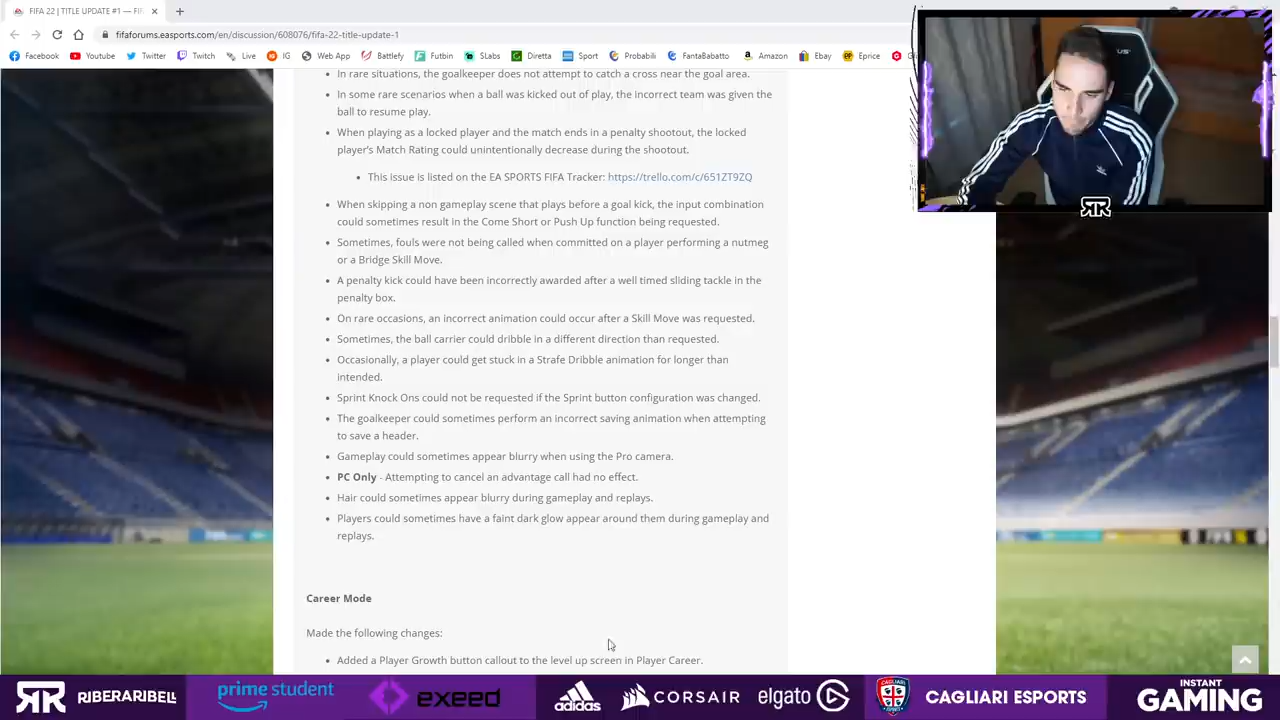 FIFA 22 | TITLE UPDATE #1 — FI
fifaforums.easports.com/en/discussion/608076/fifa-22-title-update-1
Facebook Youtube Twitter Twitch Live IG Web App Battlefy Futbin SLabs Diretta Sport Probabili FantaBabatto Amazon Ebay Eprice
In rare situations, the goalkeeper does not attempt to catch a cross near the goal area.
In some rare scenarios when a ball was kicked out of play, the incorrect team was given the
ball to resume play.
When playing as a locked player and the match ends in a penalty shootout, the locked
player's Match Rating could unintentionally decrease during the shootout.
This issue is listed on the EA SPORTS FIFA Tracker: https://trello.com/c/651ZT9ZQ
When skipping a non gameplay scene that plays before a goal kick, the input combination
could sometimes result in the Come Short or Push Up function being requested.
Sometimes, fouls were not being called when committed on a player performing a nutmeg
or a Bridge Skill Move.
A penalty kick could have been incorrectly awarded after a well timed sliding tackle in the
penalty box.
On rare occasions, an incorrect animation could occur after a Skill Move was requested.
Sometimes, the ball carrier could dribble in a different direction than requested.
Occasionally, a player could get stuck in a Strafe Dribble animation for longer than
intended.
Sprint Knock Ons could not be requested if the Sprint button configuration was changed.
The goalkeeper could sometimes perform an incorrect saving animation when attempting
to save a header.
Gameplay could sometimes appear blurry when using the Pro camera.
PC Only - Attempting to cancel an advantage call had no effect.
Hair could sometimes appear blurry during gameplay and replays.
Players could sometimes have a faint dark glow appear around them during gameplay and
replays.
Career Mode
Made the following changes:
Added a Player Growth button callout to the level up screen in Player Career.
RIBERARIBELL prime student exeed adidas CORSAIR elgato CAGLIARI ESPORTS INSTANT GAMING